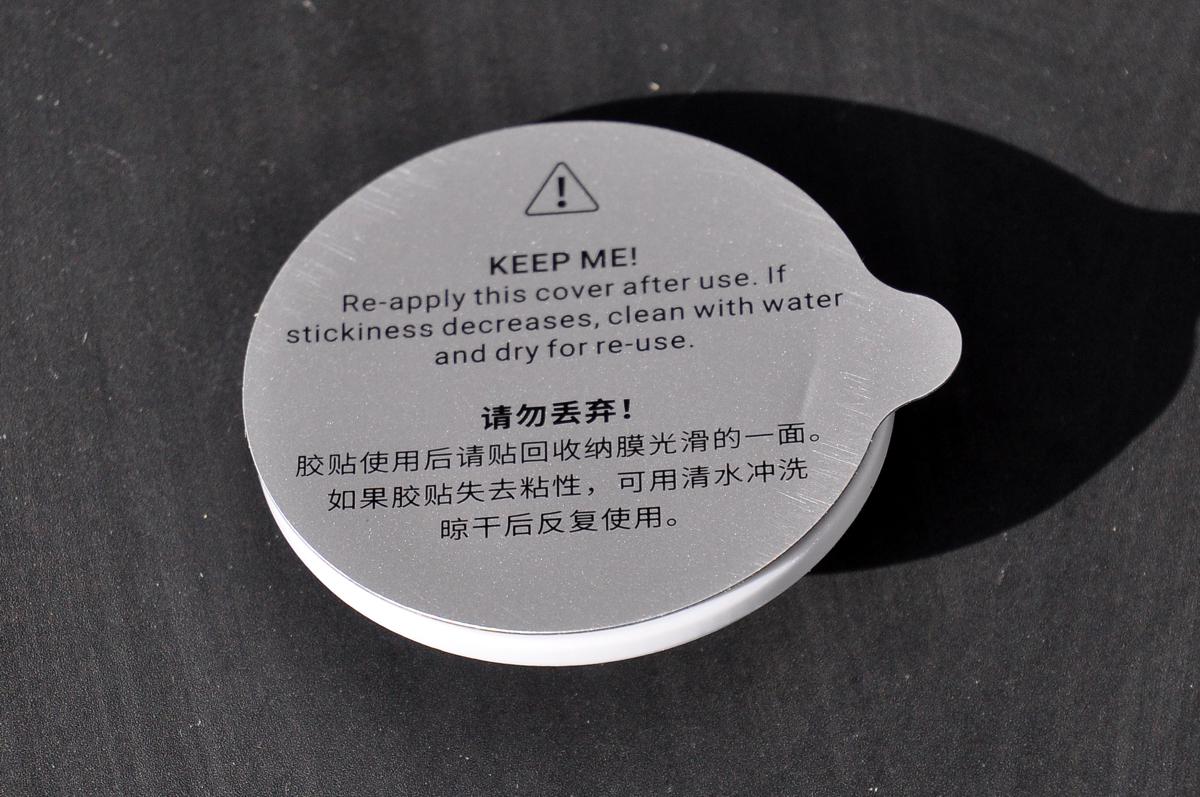 KEEP ME!
Re-apply this cover after use. If
stickiness decreases, clean with water
and dry for re-use.
请勿丢弃！
胶贴使用后请贴回收纳膜光滑的一面。
如果胶贴失去粘性，可用清水冲洗
晾干后反复使用。